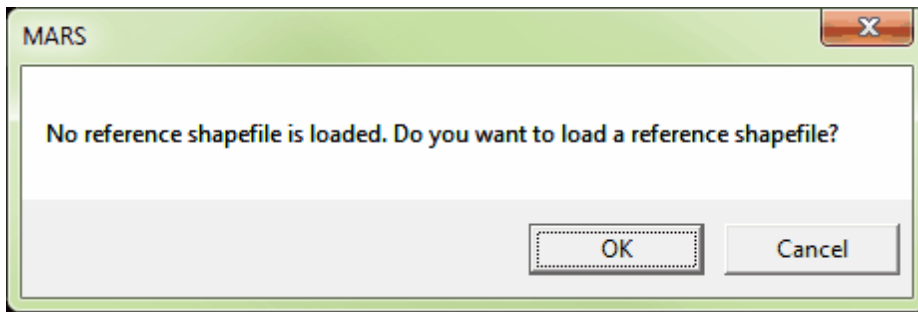 MARS
No reference shapefile is loaded. Do you want to load a reference shapefile?
OK
Cancel